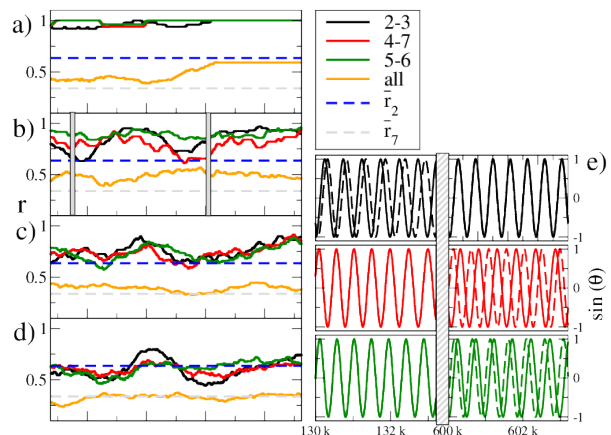 a)
1
0.5
b)
1
0.5
r
c)
1
0.5
d)
1
0.5
2-3
4-7
5-6
all
r̅₂
r̅₇
e)
1
0
-1
1
0
-1
1
0
-1
sin (θ)
130 k
132 k
600 k
602 k